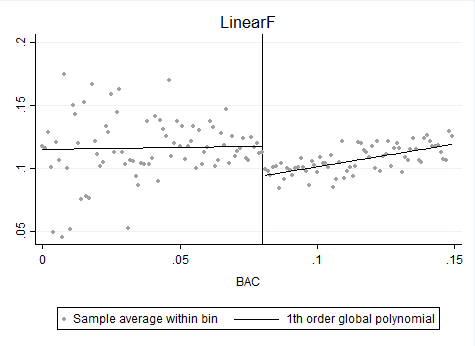 LinearF
.2
.15
.1
.05
0
.05
.1
.15
BAC
Sample average within bin
1th order global polynomial